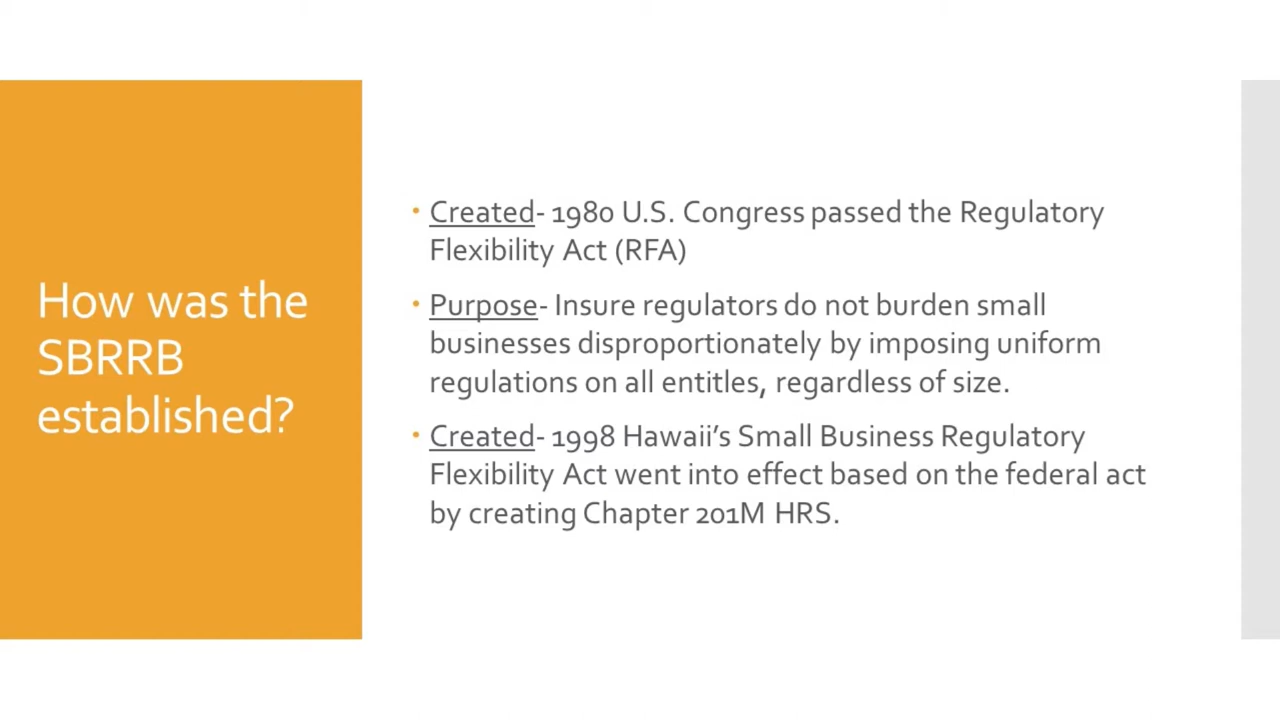 How was the
SBRRB
established?
• Created- 1980 U.S. Congress passed the Regulatory
Flexibility Act (RFA)
• Purpose- Insure regulators do not burden small
businesses disproportionately by imposing uniform
regulations on all entitles, regardless of size.
• Created- 1998 Hawaii’s Small Business Regulatory
Flexibility Act went into effect based on the federal act
by creating Chapter 201M HRS.